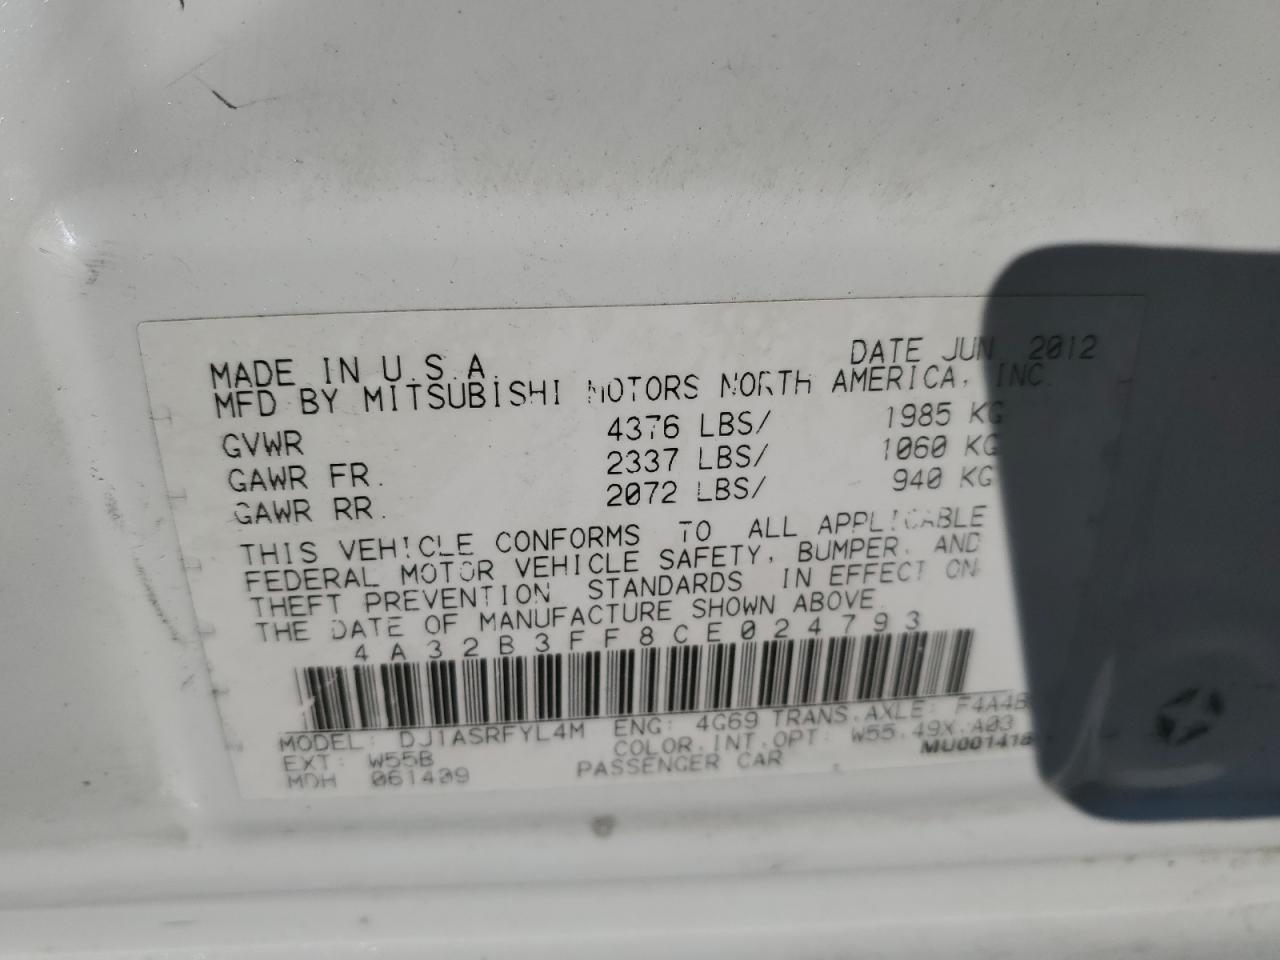 MADE IN U.S.A. DATE JUN 2012
MFD BY MITSUBISHI MOTORS NORTH AMERICA, INC.
GVWR 4376 LBS/ 1985 KG
GAWR FR. 2337 LBS/ 1060 KG
GAWR RR. 2072 LBS/ 940 KG
THIS VEHICLE CONFORMS TO ALL APPLICABLE
FEDERAL MOTOR VEHICLE SAFETY, BUMPER, AND
THEFT PREVENTION STANDARDS IN EFFECT ON
THE DATE OF MANUFACTURE SHOWN ABOVE.
4A32B3FF8CE024793
MODEL: DJ1ASRFYL4M ENG: 4G69 TRANS.AXLE:
EXT: W55B COLOR.INT.OPT: W55.49X.A03
MDH 061409 PASSENGER CAR